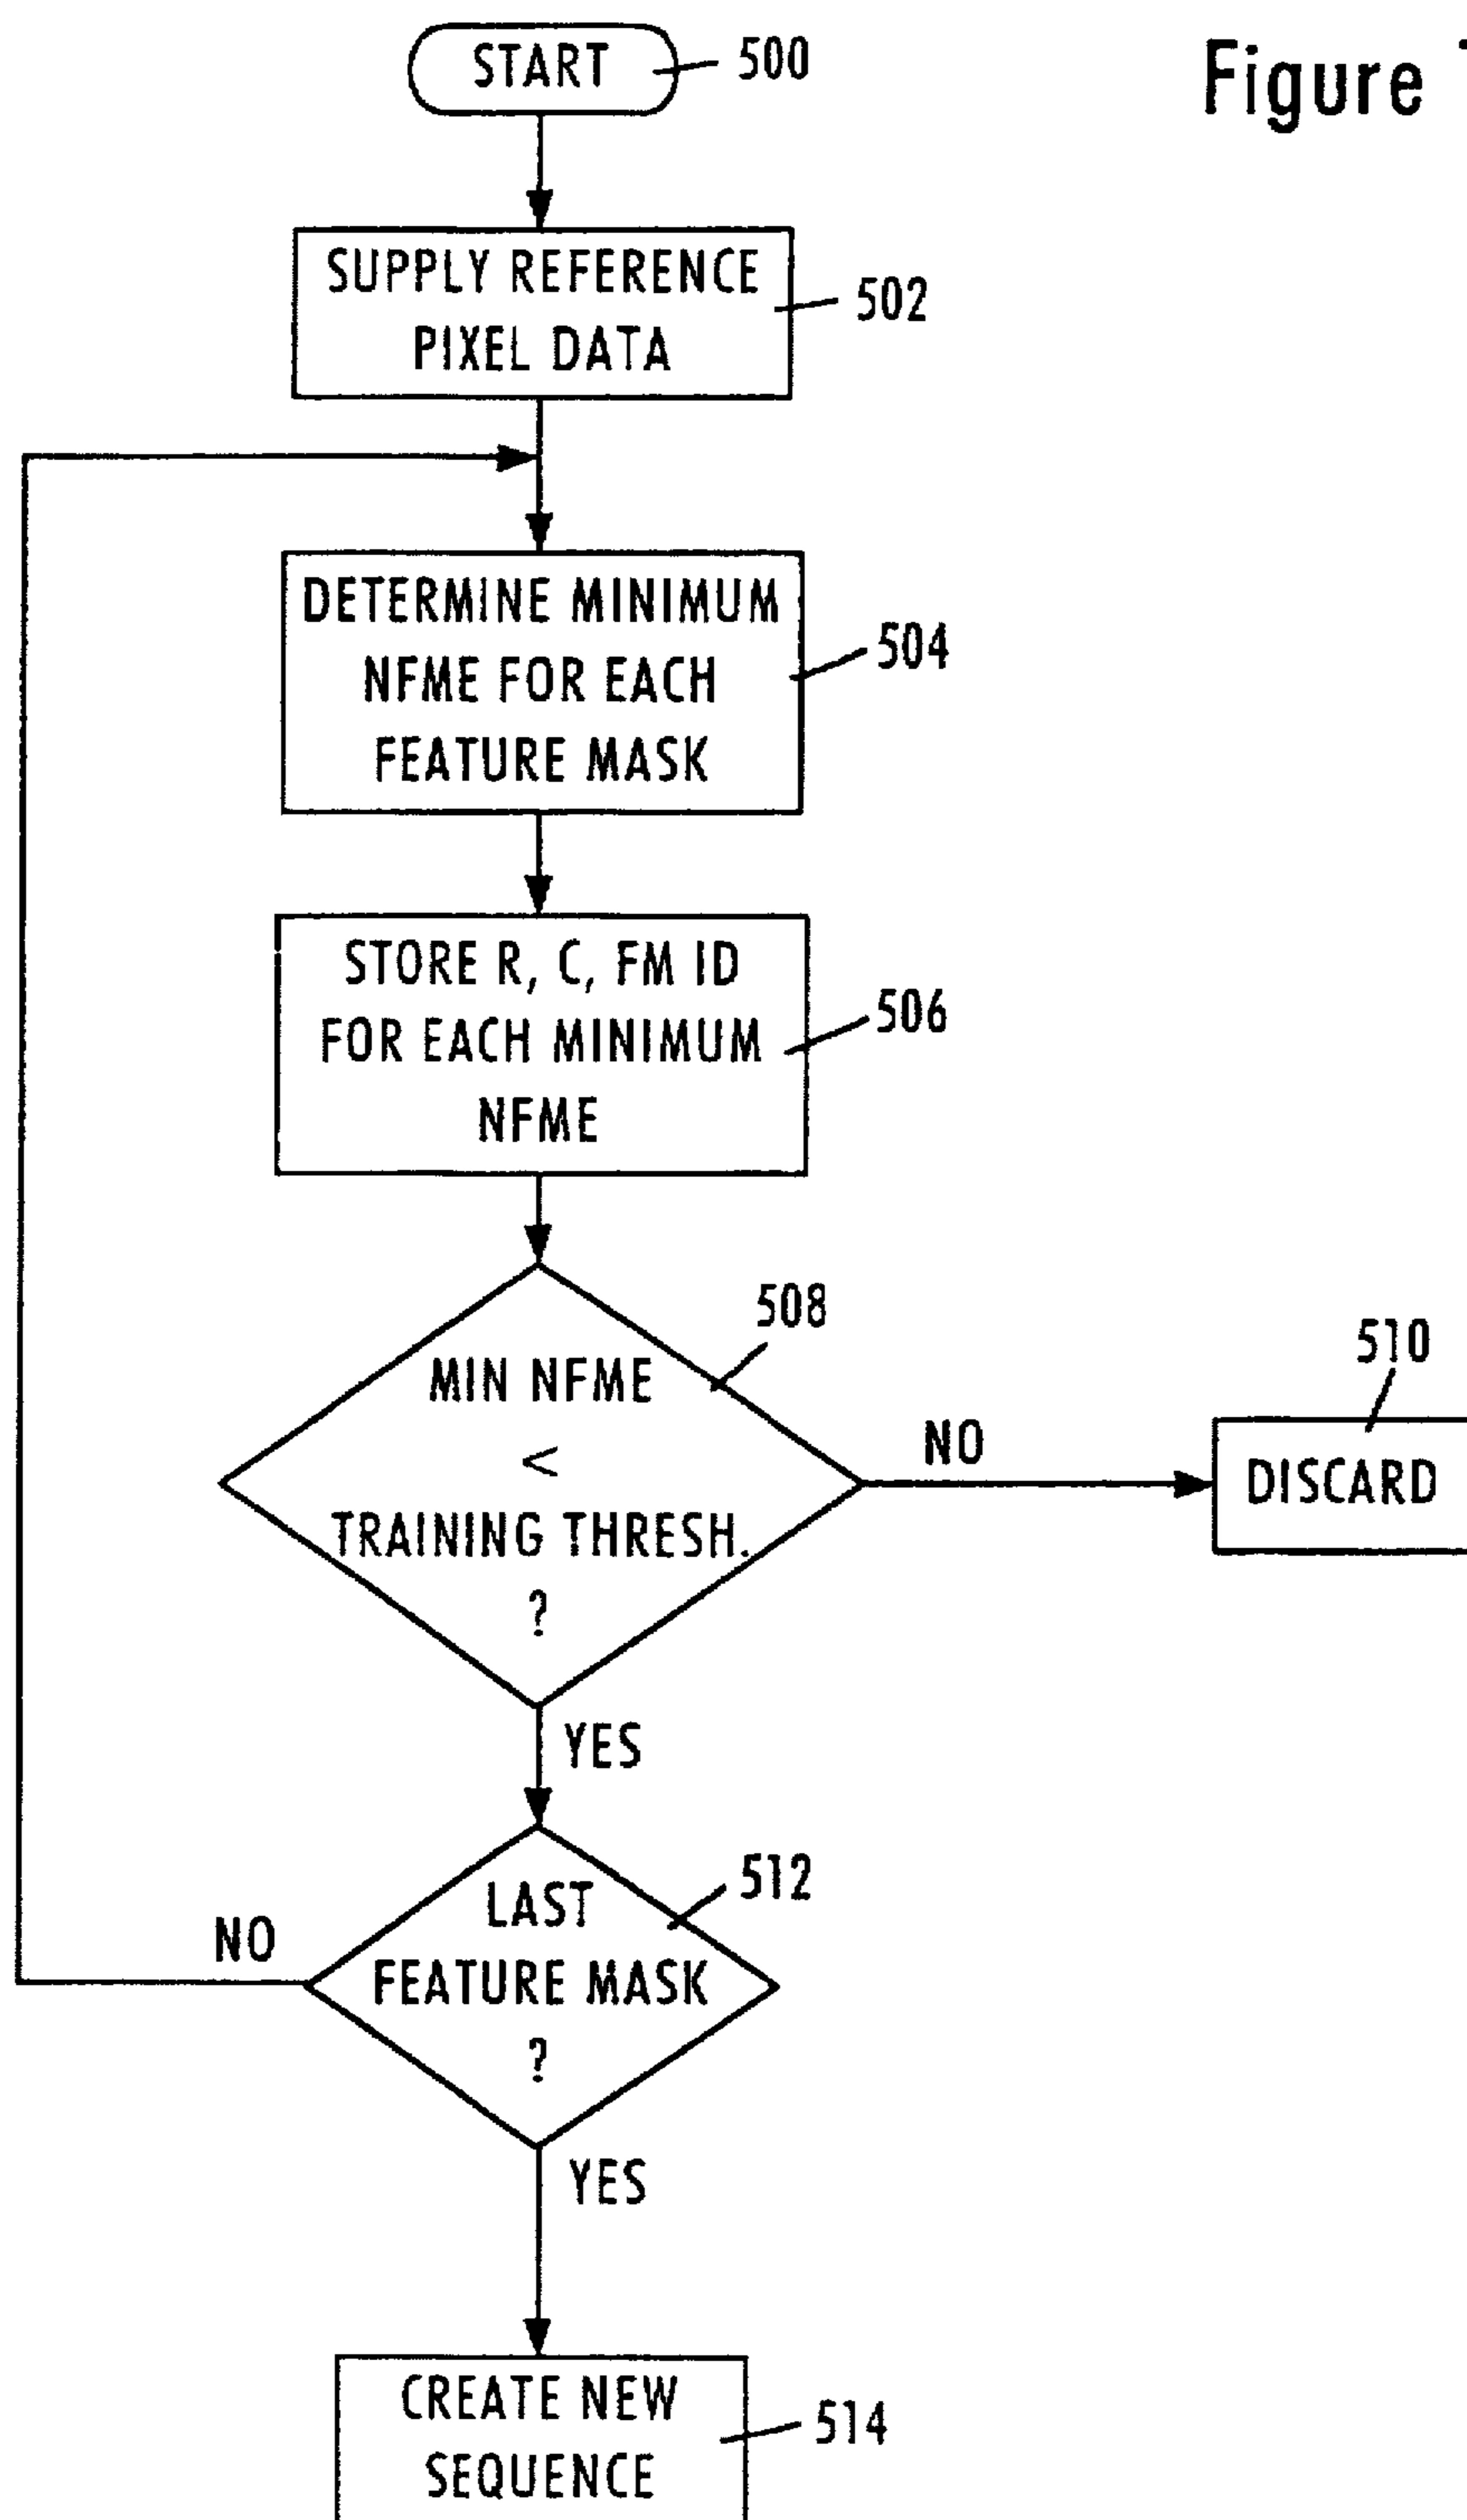 START
500
Figure
SUPPLY REFERENCE
PIXEL DATA
502
DETERMINE MINIMUM
NFME FOR EACH
FEATURE MASK
504
STORE R, C, FM ID
FOR EACH MINIMUM
NFME
506
508
MIN NFME
<
TRAINING THRESH.
?
NO
510
DISCARD
YES
512
LAST
FEATURE MASK
?
NO
YES
CREATE NEW
SEQUENCE
514